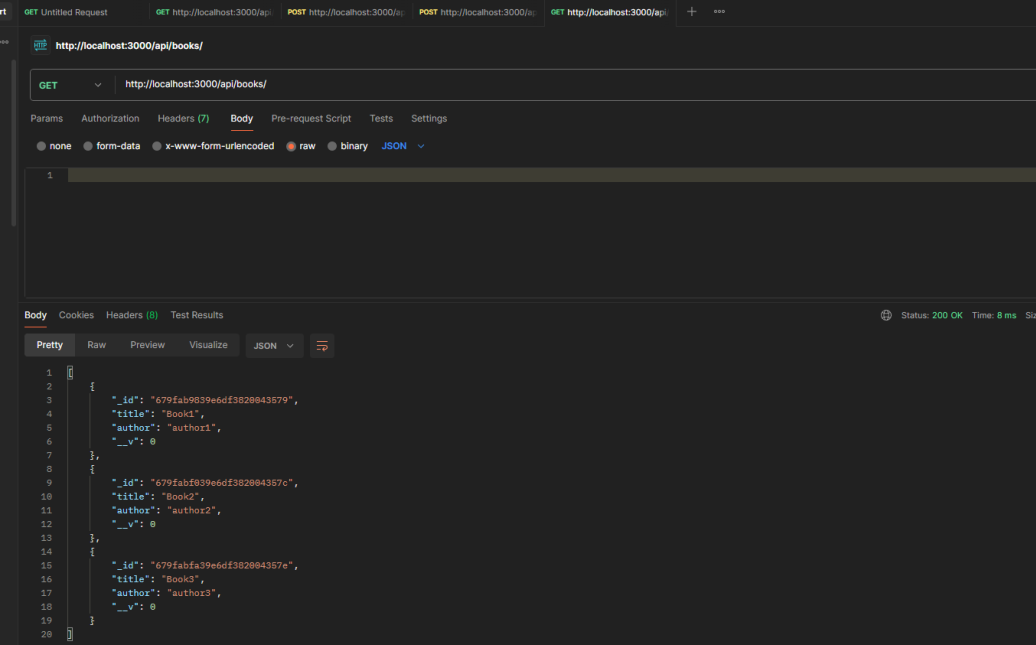 rt GET Untitled Request GET http://localhost:3000/api POST http://localhost:3000/ap POST http://localhost:3000/ap GET http://localhost:3000/api
HTTP http://localhost:3000/api/books/
GET http://localhost:3000/api/books/
Params Authorization Headers (7) Body Pre-request Script Tests Settings
none form-data x-www-form-urlencoded raw binary JSON
1
Body Cookies Headers (8) Test Results Status: 200 OK Time: 8 ms Siz
Pretty Raw Preview Visualize JSON
1 [
2 {
3 "_id": "679fab9839e6df3820043579",
4 "title": "Book1",
5 "author": "author1",
6 "__v": 0
7 },
8 {
9 "_id": "679fabf039e6df382004357c",
10 "title": "Book2",
11 "author": "author2",
12 "__v": 0
13 },
14 {
15 "_id": "679fabfa39e6df382004357e",
16 "title": "Book3",
17 "author": "author3",
18 "__v": 0
19 }
20 ]